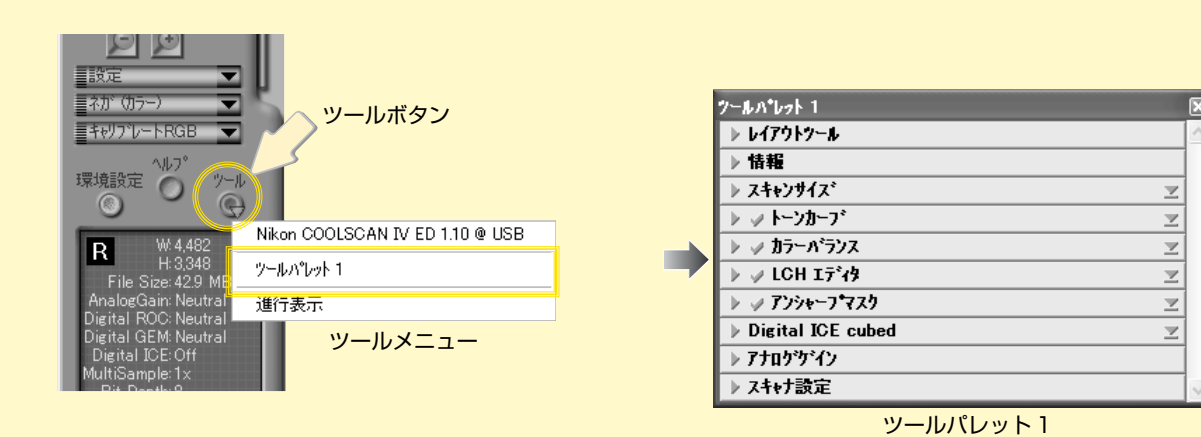 設定
ネガ(カラー)
キャリブレートRGB
ヘルプ
環境設定
ツール
ツールボタン
R
W: 4,482
H: 3,348
File Size: 42.9 MB
AnalogGain: Neutral
Digital ROC: Neutral
Digital GEM: Neutral
Digital ICE: Off
MultiSample: 1x
Bit Depth: 8
Nikon COOLSCAN IV ED 1.10 @ USB
ツールパレット 1
進行表示
ツールメニュー
ツールパレット 1
レイアウトツール
情報
スキャンサイズ
トーンカーブ
カラーバランス
LCH エディタ
アンシャープマスク
Digital ICE cubed
アナログゲイン
スキャナ設定
ツールパレット 1